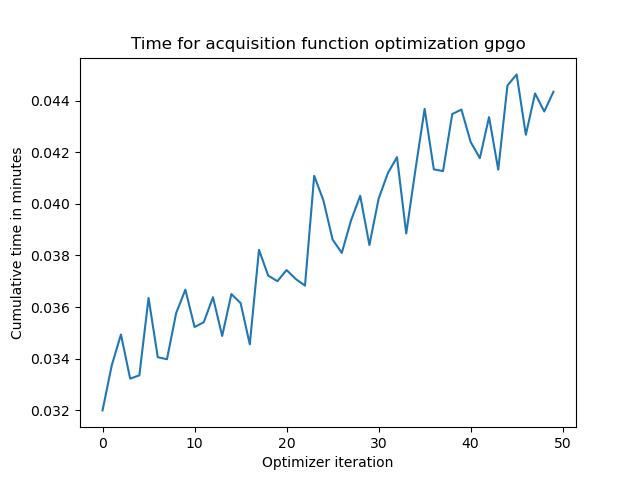 Time for acquisition function optimization gpgo
Cumulative time in minutes
0.044
0.042
0.040
0.038
0.036
0.034
0.032
0 10 20 30 40 50
Optimizer iteration